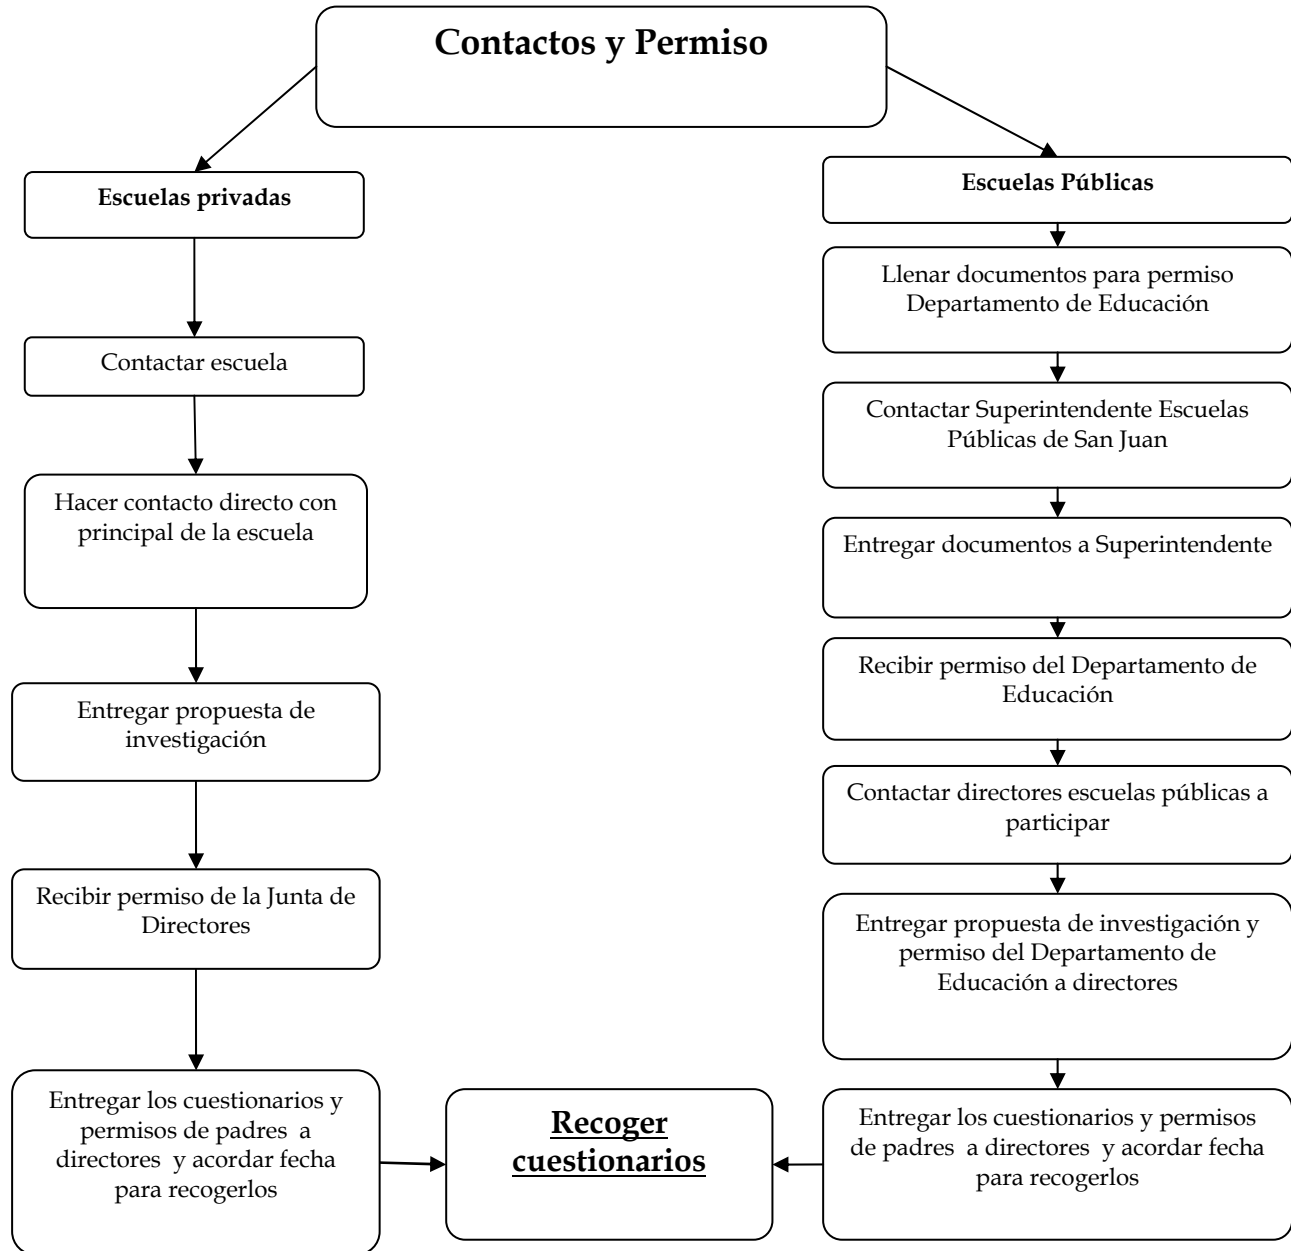 Contactos y Permiso
Escuelas privadas
Contactar escuela
Hacer contacto directo con
principal de la escuela
Entregar propuesta de
investigación
Recibir permiso de la Junta de
Directores
Entregar los cuestionarios y
permisos de padres a
directores y acordar fecha
para recogerlos
Escuelas Públicas
Llenar documentos para permiso
Departamento de Educación
Contactar Superintendente Escuelas
Públicas de San Juan
Entregar documentos a Superintendente
Recibir permiso del Departamento de
Educación
Contactar directores escuelas públicas a
participar
Entregar propuesta de investigación y
permiso del Departamento de
Educación a directores
Entregar los cuestionarios y permisos
de padres a directores y acordar fecha
para recogerlos
Recoger
cuestionarios